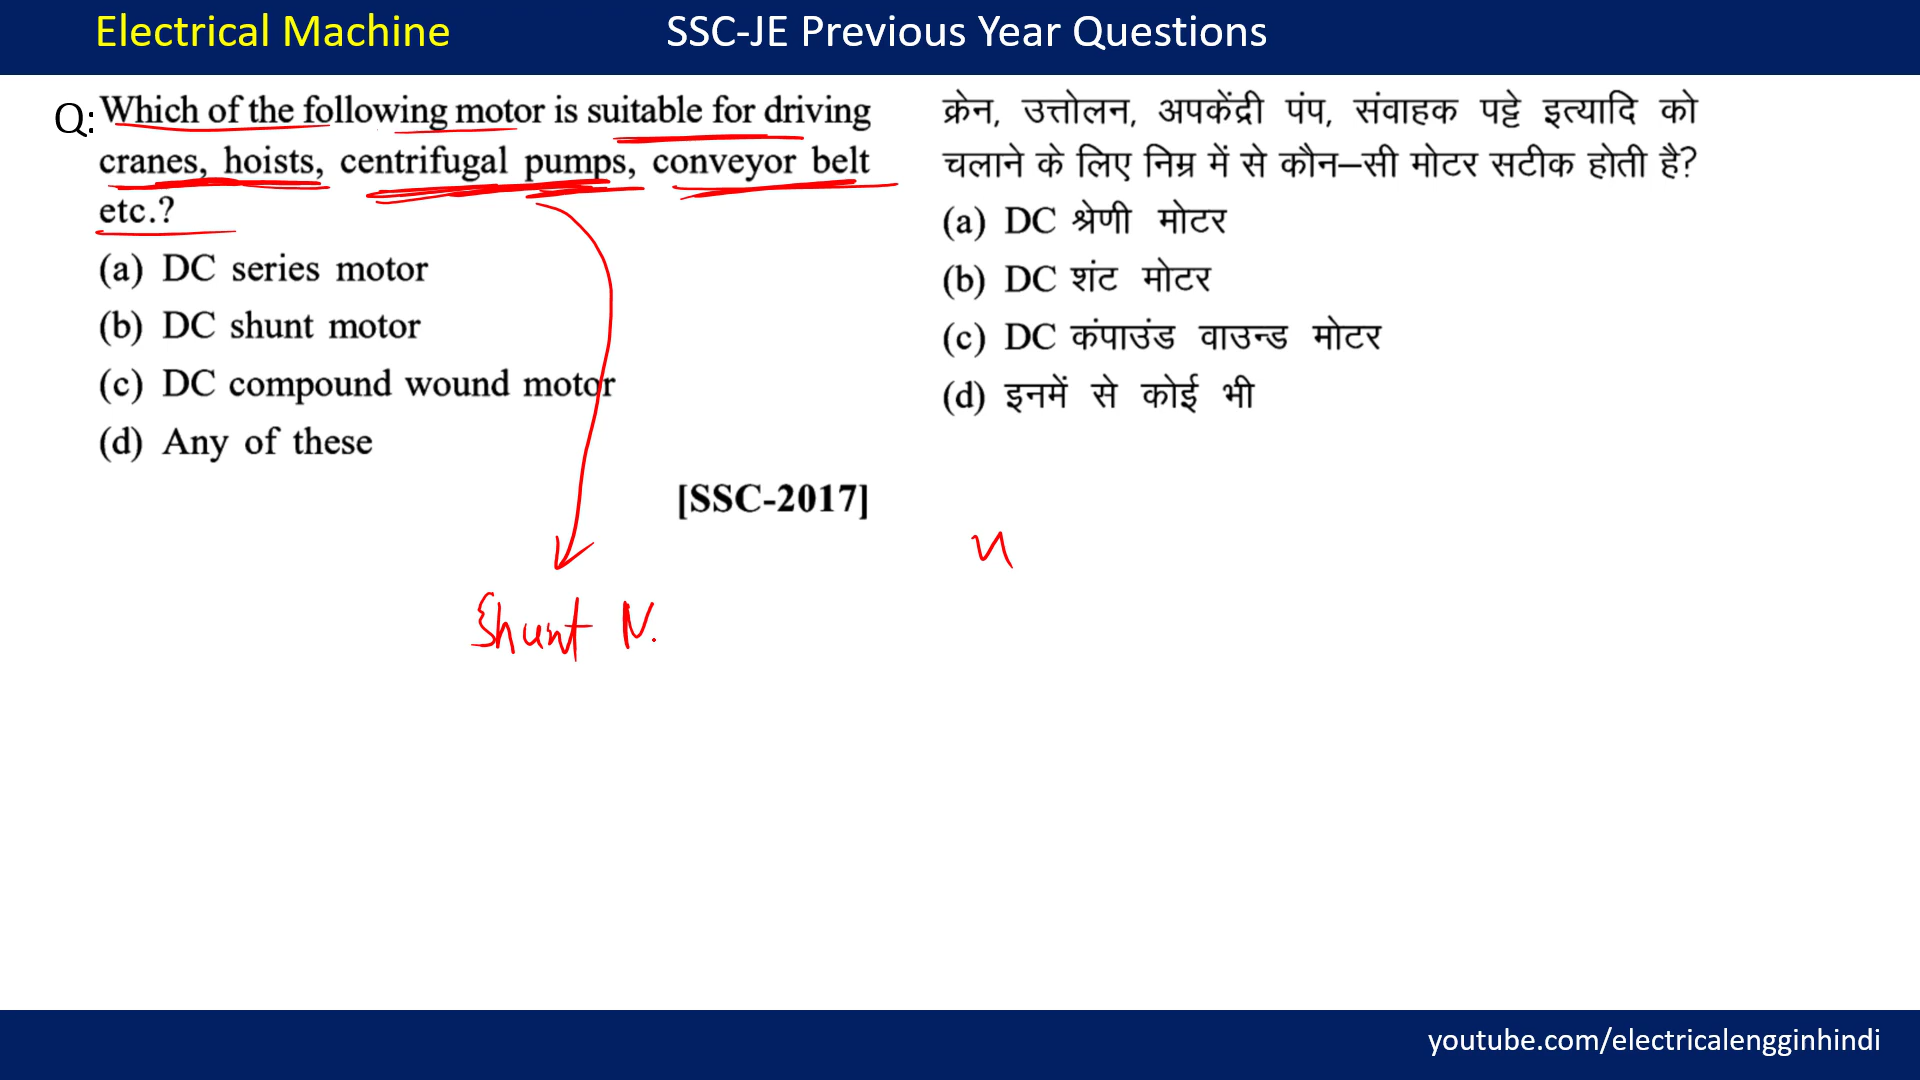 Electrical Machine SSC-JE Previous Year Questions
Q: Which of the following motor is suitable for driving
cranes, hoists, centrifugal pumps, conveyor belt
etc.?
(a) DC series motor
(b) DC shunt motor
(c) DC compound wound motor
(d) Any of these
[SSC-2017]
क्रेन, उत्तोलन, अपकेंद्री पंप, संवाहक पट्टे इत्यादि को
चलाने के लिए निम्न में से कौन–सी मोटर सटीक होती है?
(a) DC श्रेणी मोटर
(b) DC शंट मोटर
(c) DC कंपाउंड वाउन्ड मोटर
(d) इनमें से कोई भी
Shunt
youtube.com/electricalengginhindi